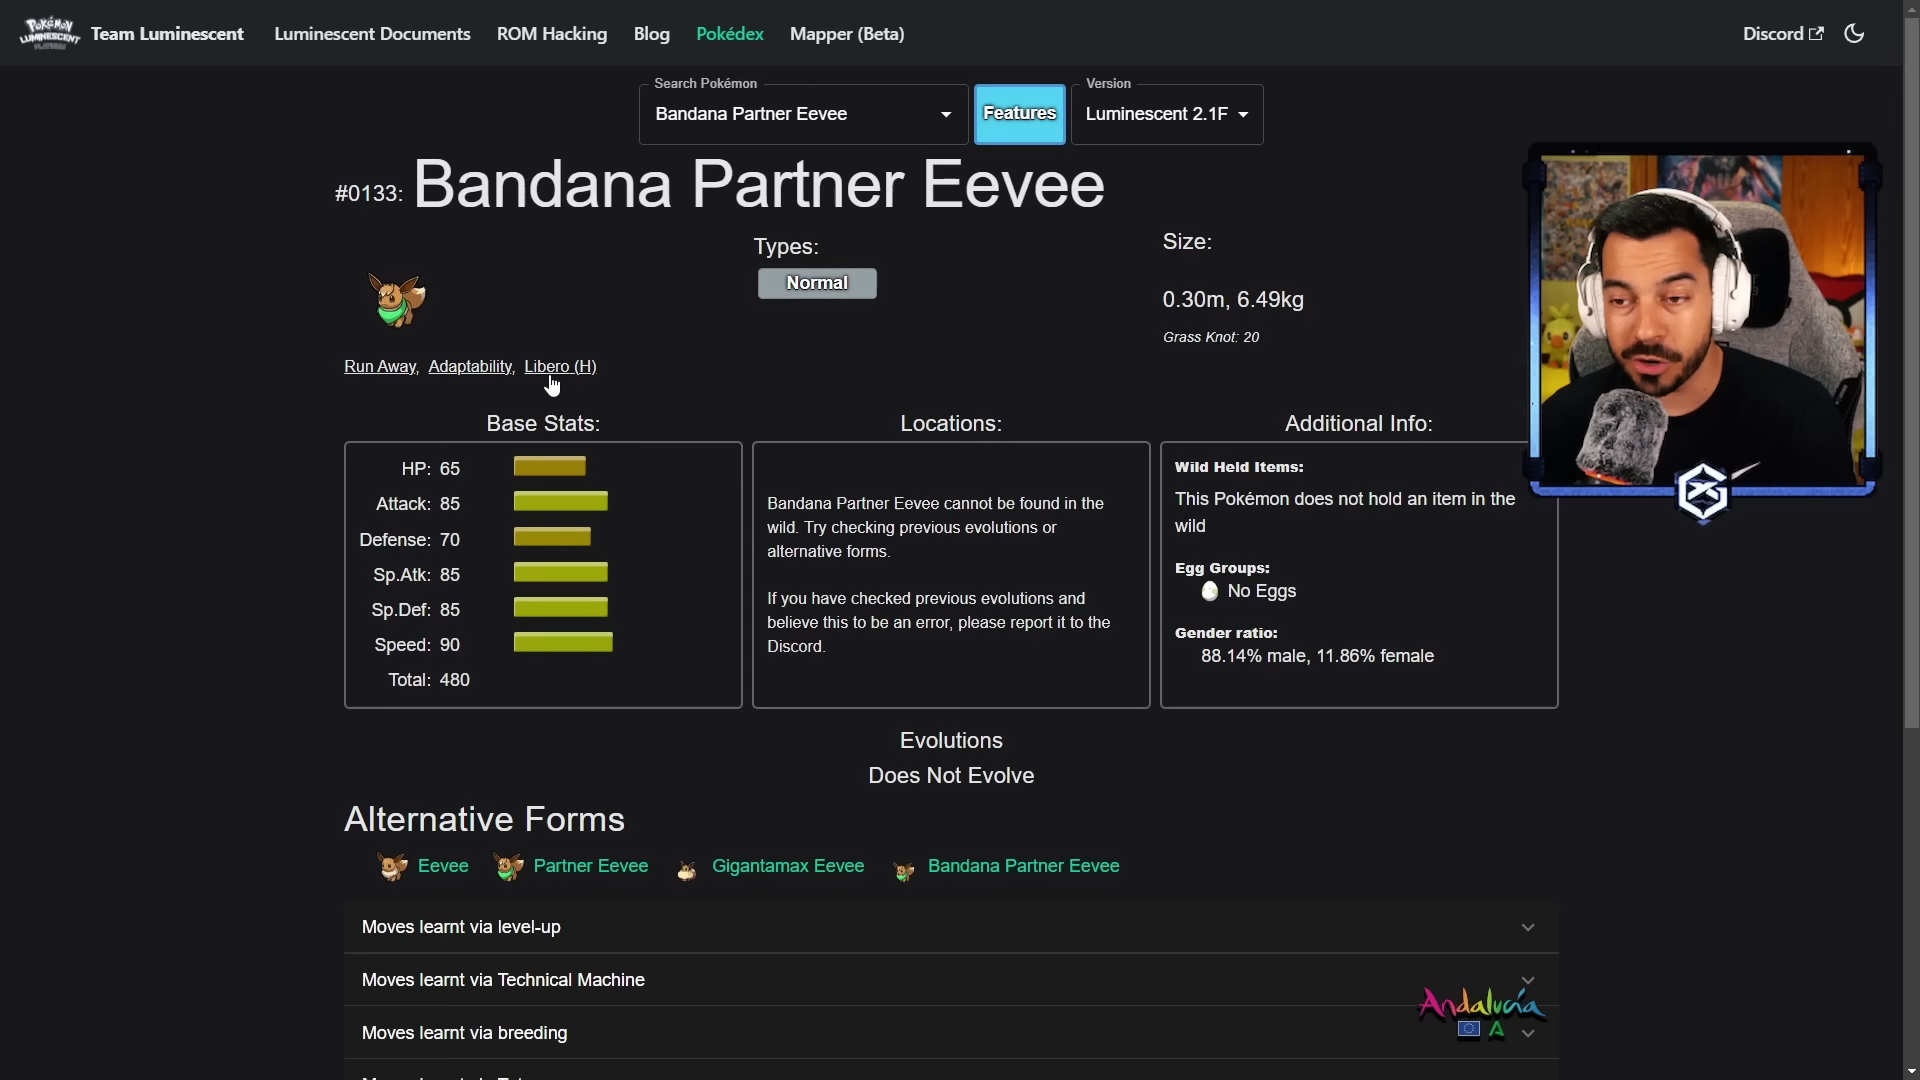 Pokémon
LUMINESCENT
PLATINUM
Team Luminescent
Luminescent Documents
ROM Hacking
Blog
Pokédex
Mapper (Beta)
Discord
Search Pokémon
Bandana Partner Eevee
Features
Version
Luminescent 2.1F
#0133: Bandana Partner Eevee
Types:
Normal
Size:
0.30m, 6.49kg
Grass Knot: 20
Run Away, Adaptability, Libero (H)
Base Stats:
HP: 65
Attack: 85
Defense: 70
Sp.Atk: 85
Sp.Def: 85
Speed: 90
Total: 480
Locations:
Bandana Partner Eevee cannot be found in the
wild. Try checking previous evolutions or
alternative forms.
If you have checked previous evolutions and
believe this to be an error, please report it to the
Discord.
Additional Info:
Wild Held Items:
This Pokémon does not hold an item in the
wild
Egg Groups:
No Eggs
Gender ratio:
88.14% male, 11.86% female
Evolutions
Does Not Evolve
Alternative Forms
Eevee
Partner Eevee
Gigantamax Eevee
Bandana Partner Eevee
Moves learnt via level-up
Moves learnt via Technical Machine
Moves learnt via breeding
Andalucía